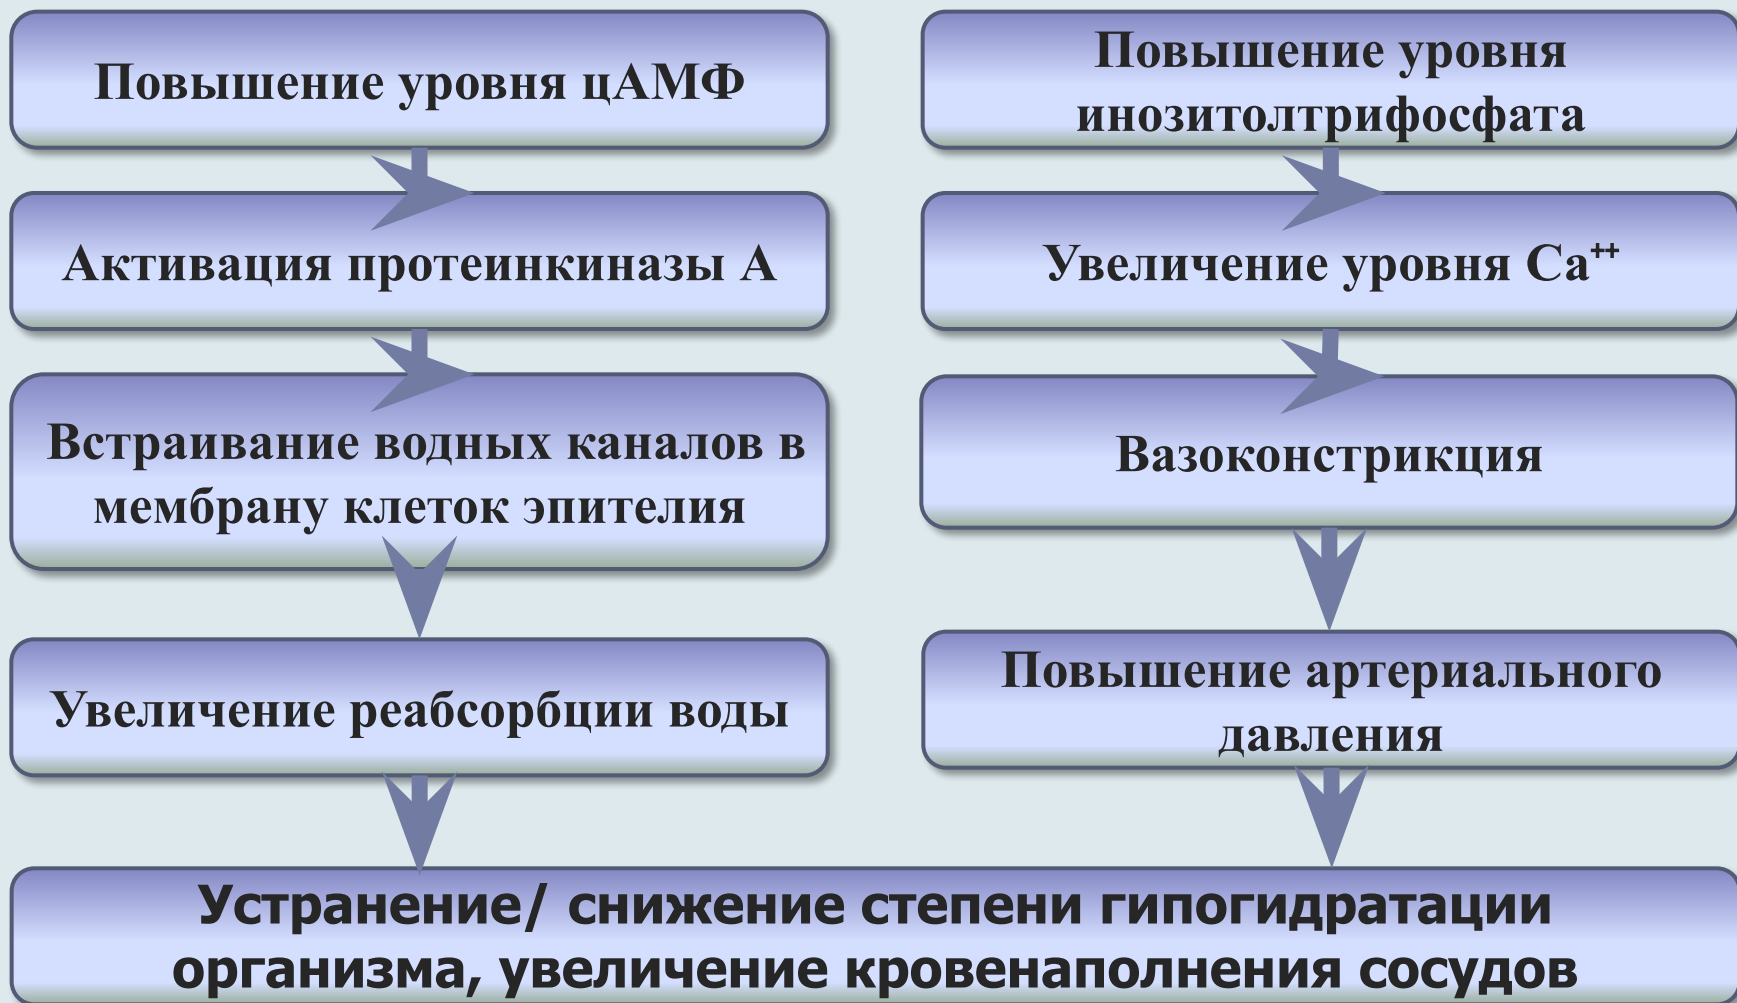 Повышение уровня цАМФ
Активация протеинкиназы А
Встраивание водных каналов в
мембрану клеток эпителия
Увеличение реабсорбции воды
Повышение уровня
инозитолтрифосфата
Увеличение уровня Са⁺⁺
Вазоконстрикция
Повышение артериального
давления
Устранение/ снижение степени гипогидратации
организма, увеличение кровенаполнения сосудов